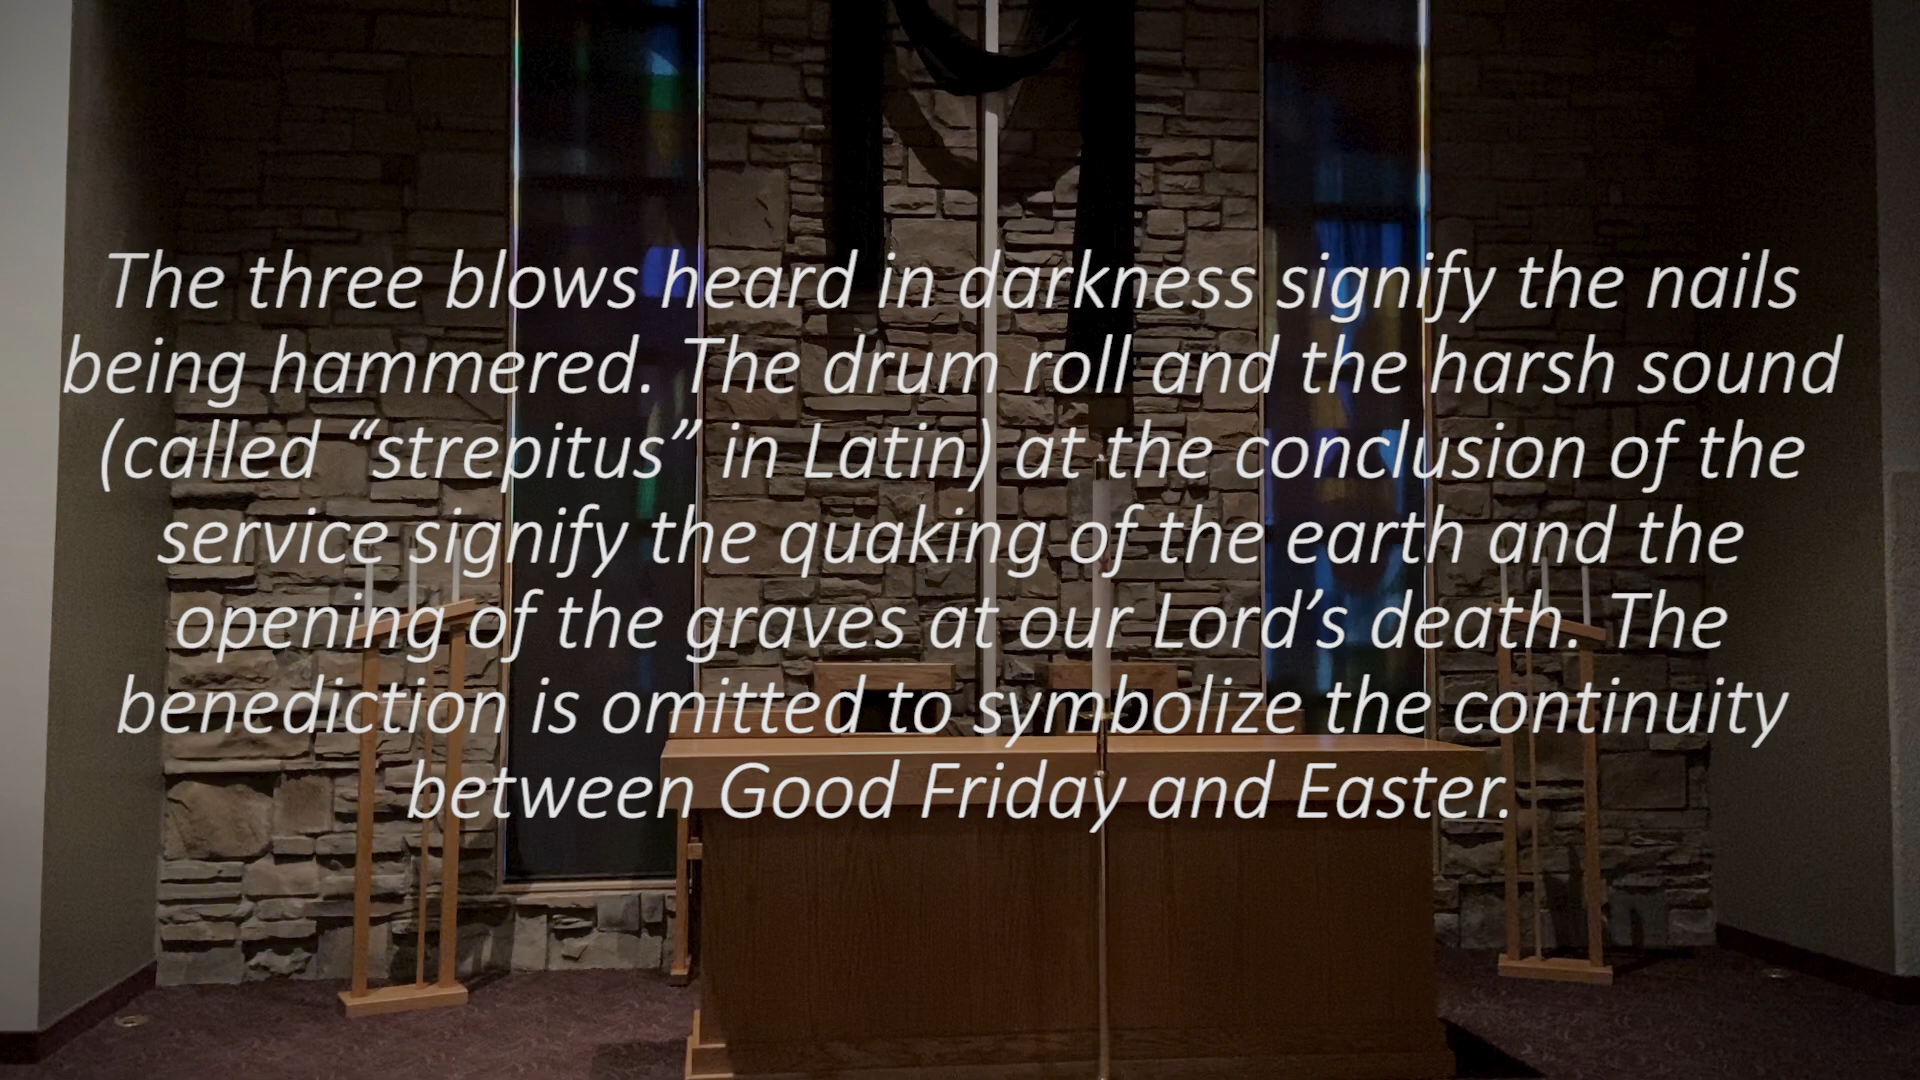 The three blows heard in darkness signify the nails
being hammered. The drum roll and the harsh sound
(called “strepitus” in Latin) at the conclusion of the
service signify the quaking of the earth and the
opening of the graves at our Lord’s death. The
benediction is omitted to symbolize the continuity
between Good Friday and Easter.